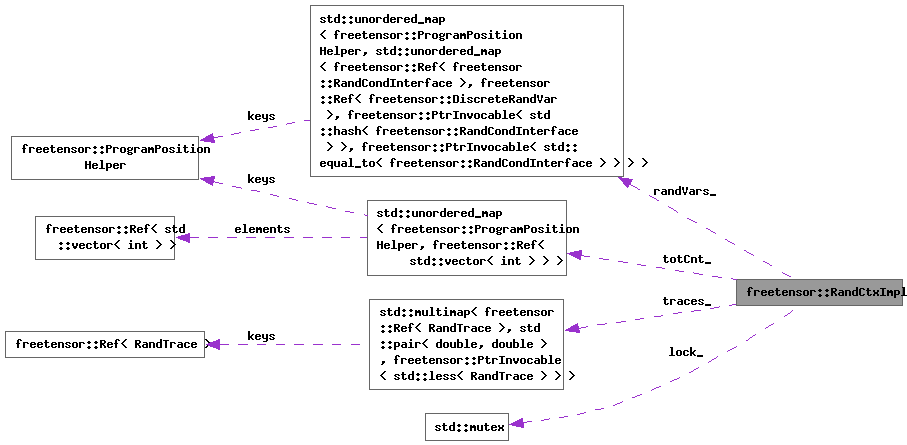 std::unordered_map
< freetensor::ProgramPosition
Helper, std::unordered_map
< freetensor::Ref< freetensor
::RandCondInterface >, freetensor
::Ref< freetensor::DiscreteRandVar
>, freetensor::PtrInvocable< std
::hash< freetensor::RandCondInterface
> >, freetensor::PtrInvocable< std::
equal_to< freetensor::RandCondInterface > > > >
keys
freetensor::ProgramPosition
Helper
keys
randVars_
std::unordered_map
< freetensor::ProgramPosition
Helper, freetensor::Ref<
std::vector< int > > >
freetensor::Ref< std
::vector< int > >
elements
totCnt_
freetensor::RandCtxImpl
traces_
std::multimap< freetensor
::Ref< RandTrace >, std
::pair< double, double >
, freetensor::PtrInvocable
< std::less< RandTrace > > >
keys
freetensor::Ref< RandTrace >
lock_
std::mutex